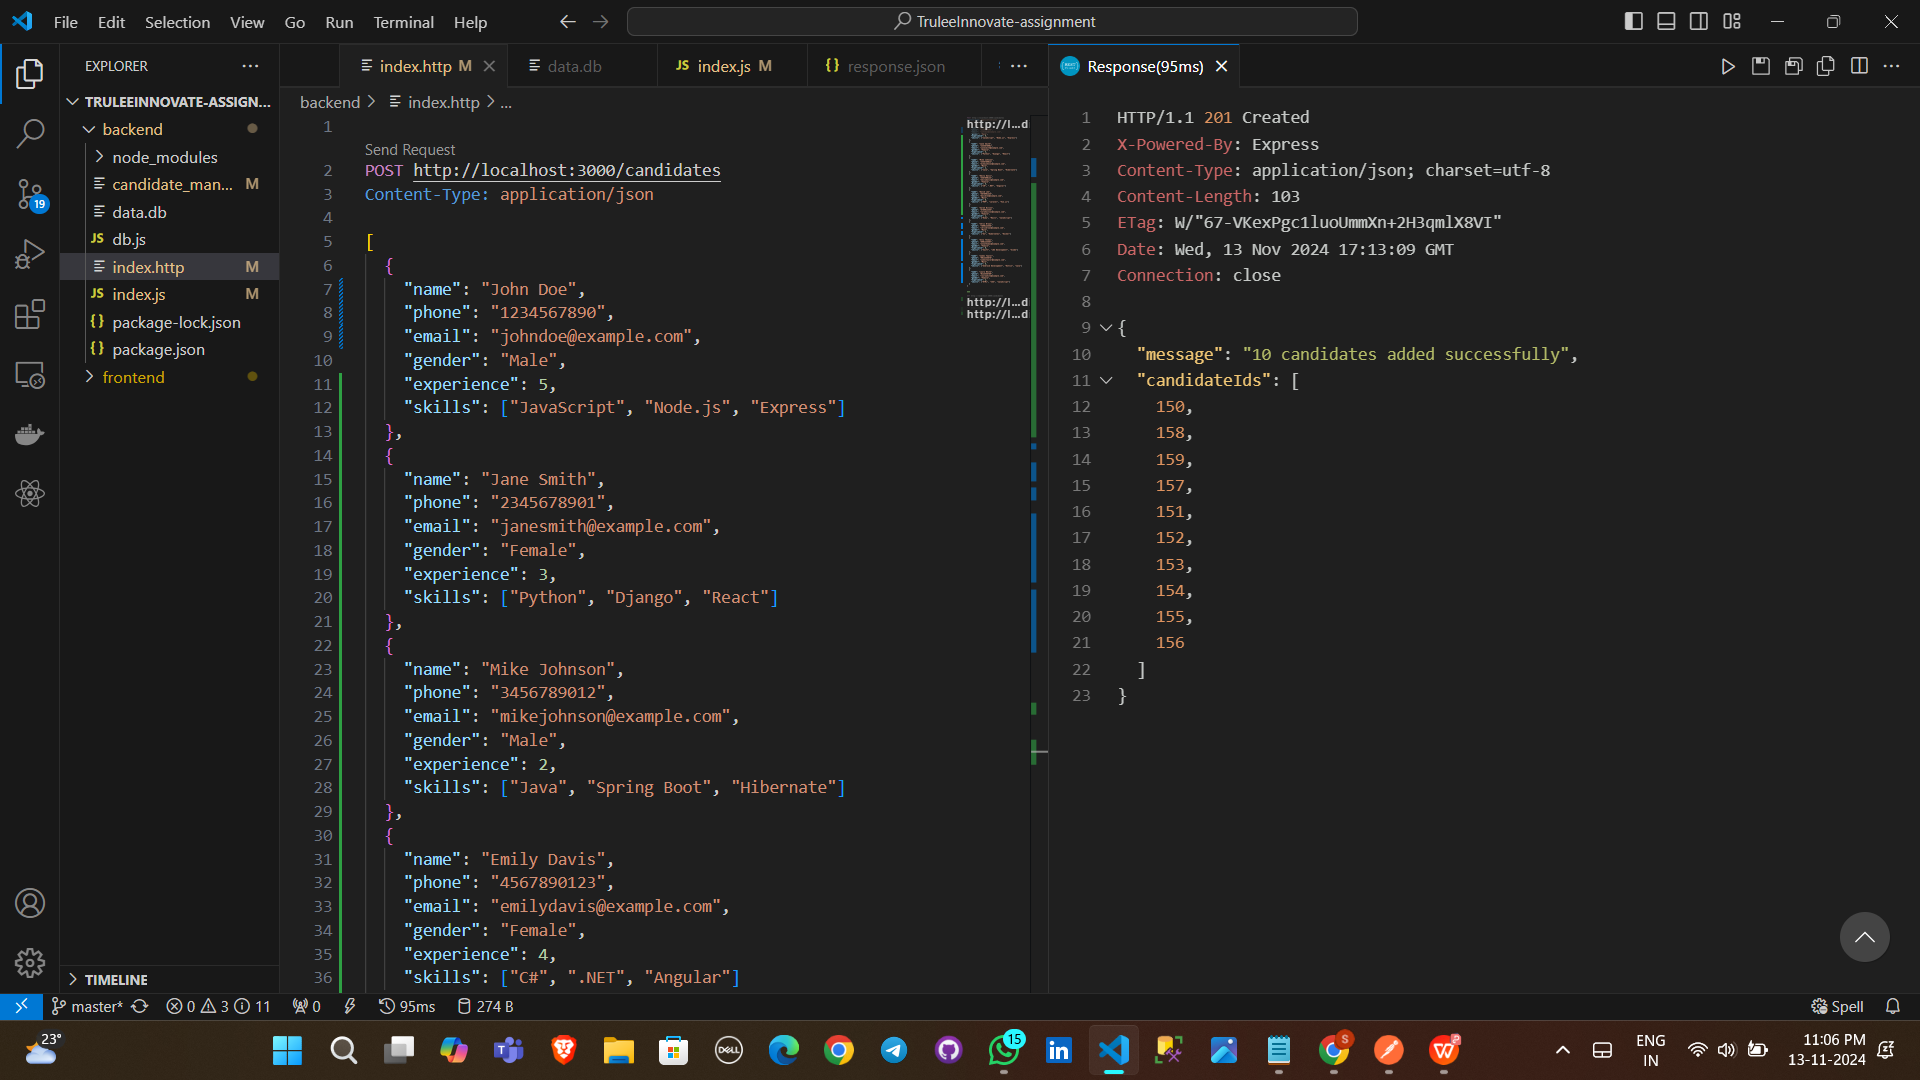 File Edit Selection View Go Run Terminal Help
TruleeInnovate-assignment
EXPLORER
TRULEEINNOVATE-ASSIGN...
backend
node_modules
candidate_man... M
data.db
JS db.js
index.http M
JS index.js M
{} package-lock.json
{} package.json
frontend
TIMELINE
19
index.http M
data.db
JS index.js M
{} response.json
backend > index.http > ...
1
Send Request
2 POST http://localhost:3000/candidates
3 Content-Type: application/json
4
5 [
6 {
7 "name": "John Doe",
8 "phone": "1234567890",
9 "email": "johndoe@example.com",
10 "gender": "Male",
11 "experience": 5,
12 "skills": ["JavaScript", "Node.js", "Express"]
13 },
14 {
15 "name": "Jane Smith",
16 "phone": "2345678901",
17 "email": "janesmith@example.com",
18 "gender": "Female",
19 "experience": 3,
20 "skills": ["Python", "Django", "React"]
21 },
22 {
23 "name": "Mike Johnson",
24 "phone": "3456789012",
25 "email": "mikejohnson@example.com",
26 "gender": "Male",
27 "experience": 2,
28 "skills": ["Java", "Spring Boot", "Hibernate"]
29 },
30 {
31 "name": "Emily Davis",
32 "phone": "4567890123",
33 "email": "emilydavis@example.com",
34 "gender": "Female",
35 "experience": 4,
36 "skills": ["C#", ".NET", "Angular"]
http://l...d
http://l...d
http://l...d
Response(95ms)
1 HTTP/1.1 201 Created
2 X-Powered-By: Express
3 Content-Type: application/json; charset=utf-8
4 Content-Length: 103
5 ETag: W/"67-VKexPgc1luoUmmXn+2H3qmlX8VI"
6 Date: Wed, 13 Nov 2024 17:13:09 GMT
7 Connection: close
8
9 {
10 "message": "10 candidates added successfully",
11 "candidateIds": [
12 150,
13 158,
14 159,
15 157,
16 151,
17 152,
18 153,
19 154,
20 155,
21 156
22 ]
23 }
master* 0 3 11 0 95ms 274 B
Spell
23°
DELL
15
S
ENG
IN
11:06 PM
13-11-2024